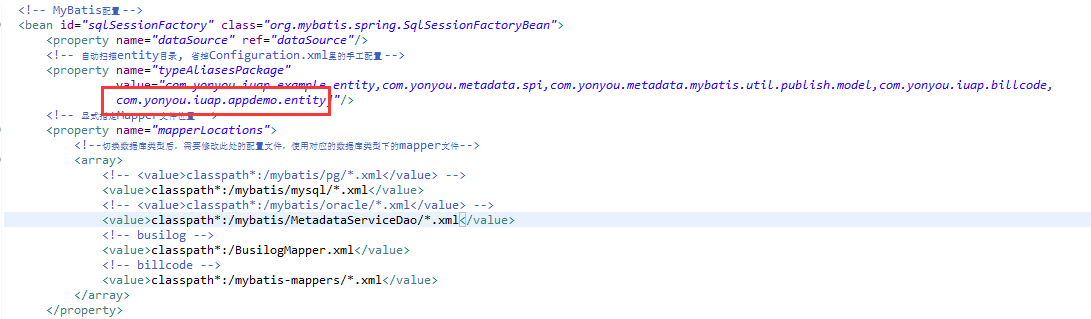 <!-- MyBatis配置 -->
<bean id="sqlSessionFactory" class="org.mybatis.spring.SqlSessionFactoryBean">
<property name="dataSource" ref="dataSource"/>
<!-- 自动扫描entity目录, 省掉Configuration.xml里的手工配置 -->
<property name="typeAliasesPackage"
value="com.yonyou.iuap.example.entity,com.yonyou.metadata.spi,com.yonyou.metadata.mybatis.util.publish.model,com.yonyou.iuap.billcode,
com.yonyou.iuap.appdemo.entity"/>
<!-- 显式指定Mapper文件位置 -->
<property name="mapperLocations">
<!--切换数据库类型后，需要修改此处的配置文件，使用对应的数据库类型下的mapper文件-->
<array>
<!-- <value>classpath*:/mybatis/pg/*.xml</value> -->
<value>classpath*:/mybatis/mysql/*.xml</value>
<!-- <value>classpath*:/mybatis/oracle/*.xml</value> -->
<value>classpath*:/mybatis/MetadataServiceDao/*.xml</value>
<!-- busilog -->
<value>classpath*:/BusilogMapper.xml</value>
<!-- billcode -->
<value>classpath*:/mybatis-mappers/*.xml</value>
</array>
</property>